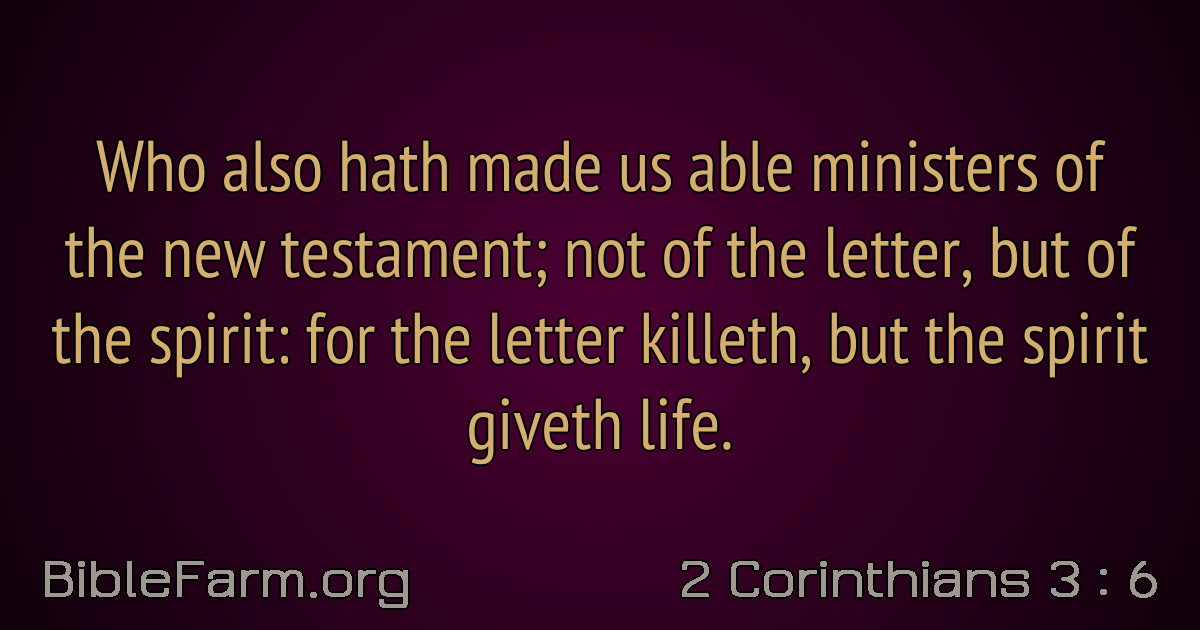 Who also hath made us able ministers of
the new testament; not of the letter, but of
the spirit: for the letter killeth, but the spirit
giveth life.
BibleFarm.org
2 Corinthians 3 : 6